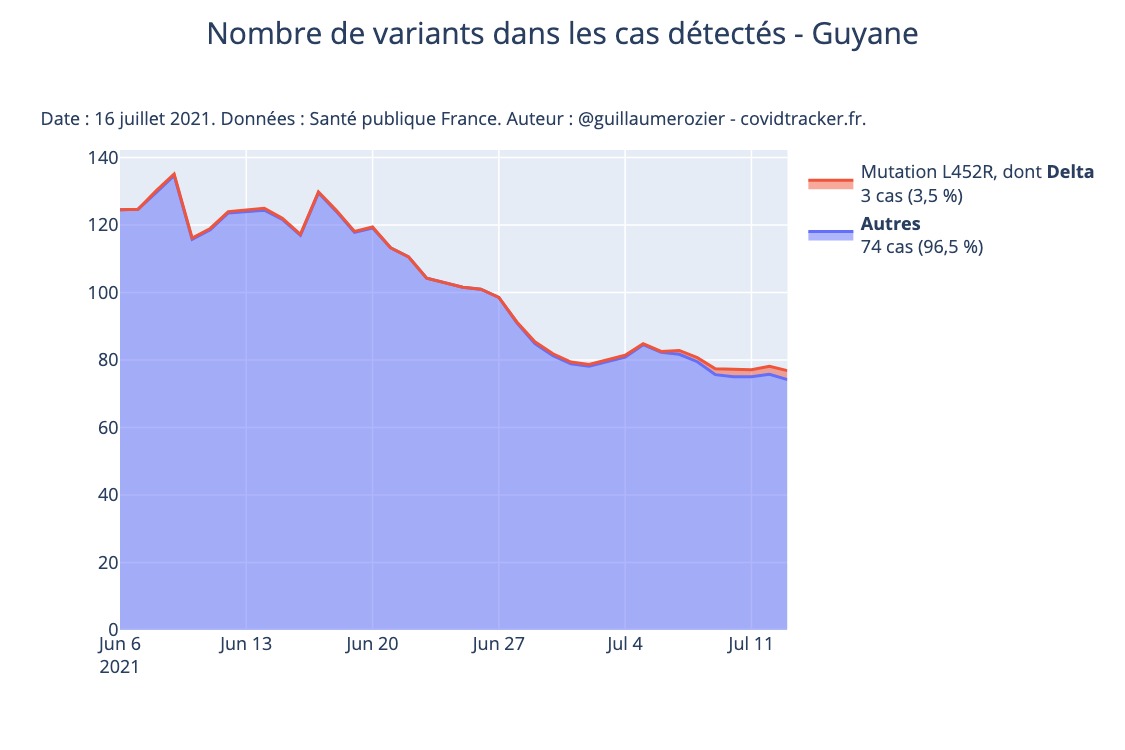 Nombre de variants dans les cas détectés - Guyane
Date : 16 juillet 2021. Données : Santé publique France. Auteur : @guillaumerozier - covidtracker.fr.
140
120
100
80
60
40
20
0
Jun 6
2021
Jun 13
Jun 20
Jun 27
Jul 4
Jul 11
Mutation L452R, dont Delta
3 cas (3,5 %)
Autres
74 cas (96,5 %)